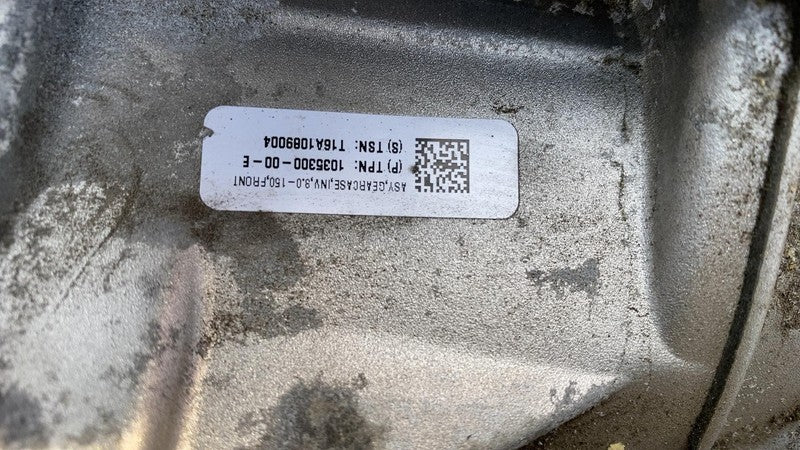 ASY,GEARCASE,INV,9.0-150,FRONT
(P) TPN: 1035300-00-E
(S) TSN: T16A1089004